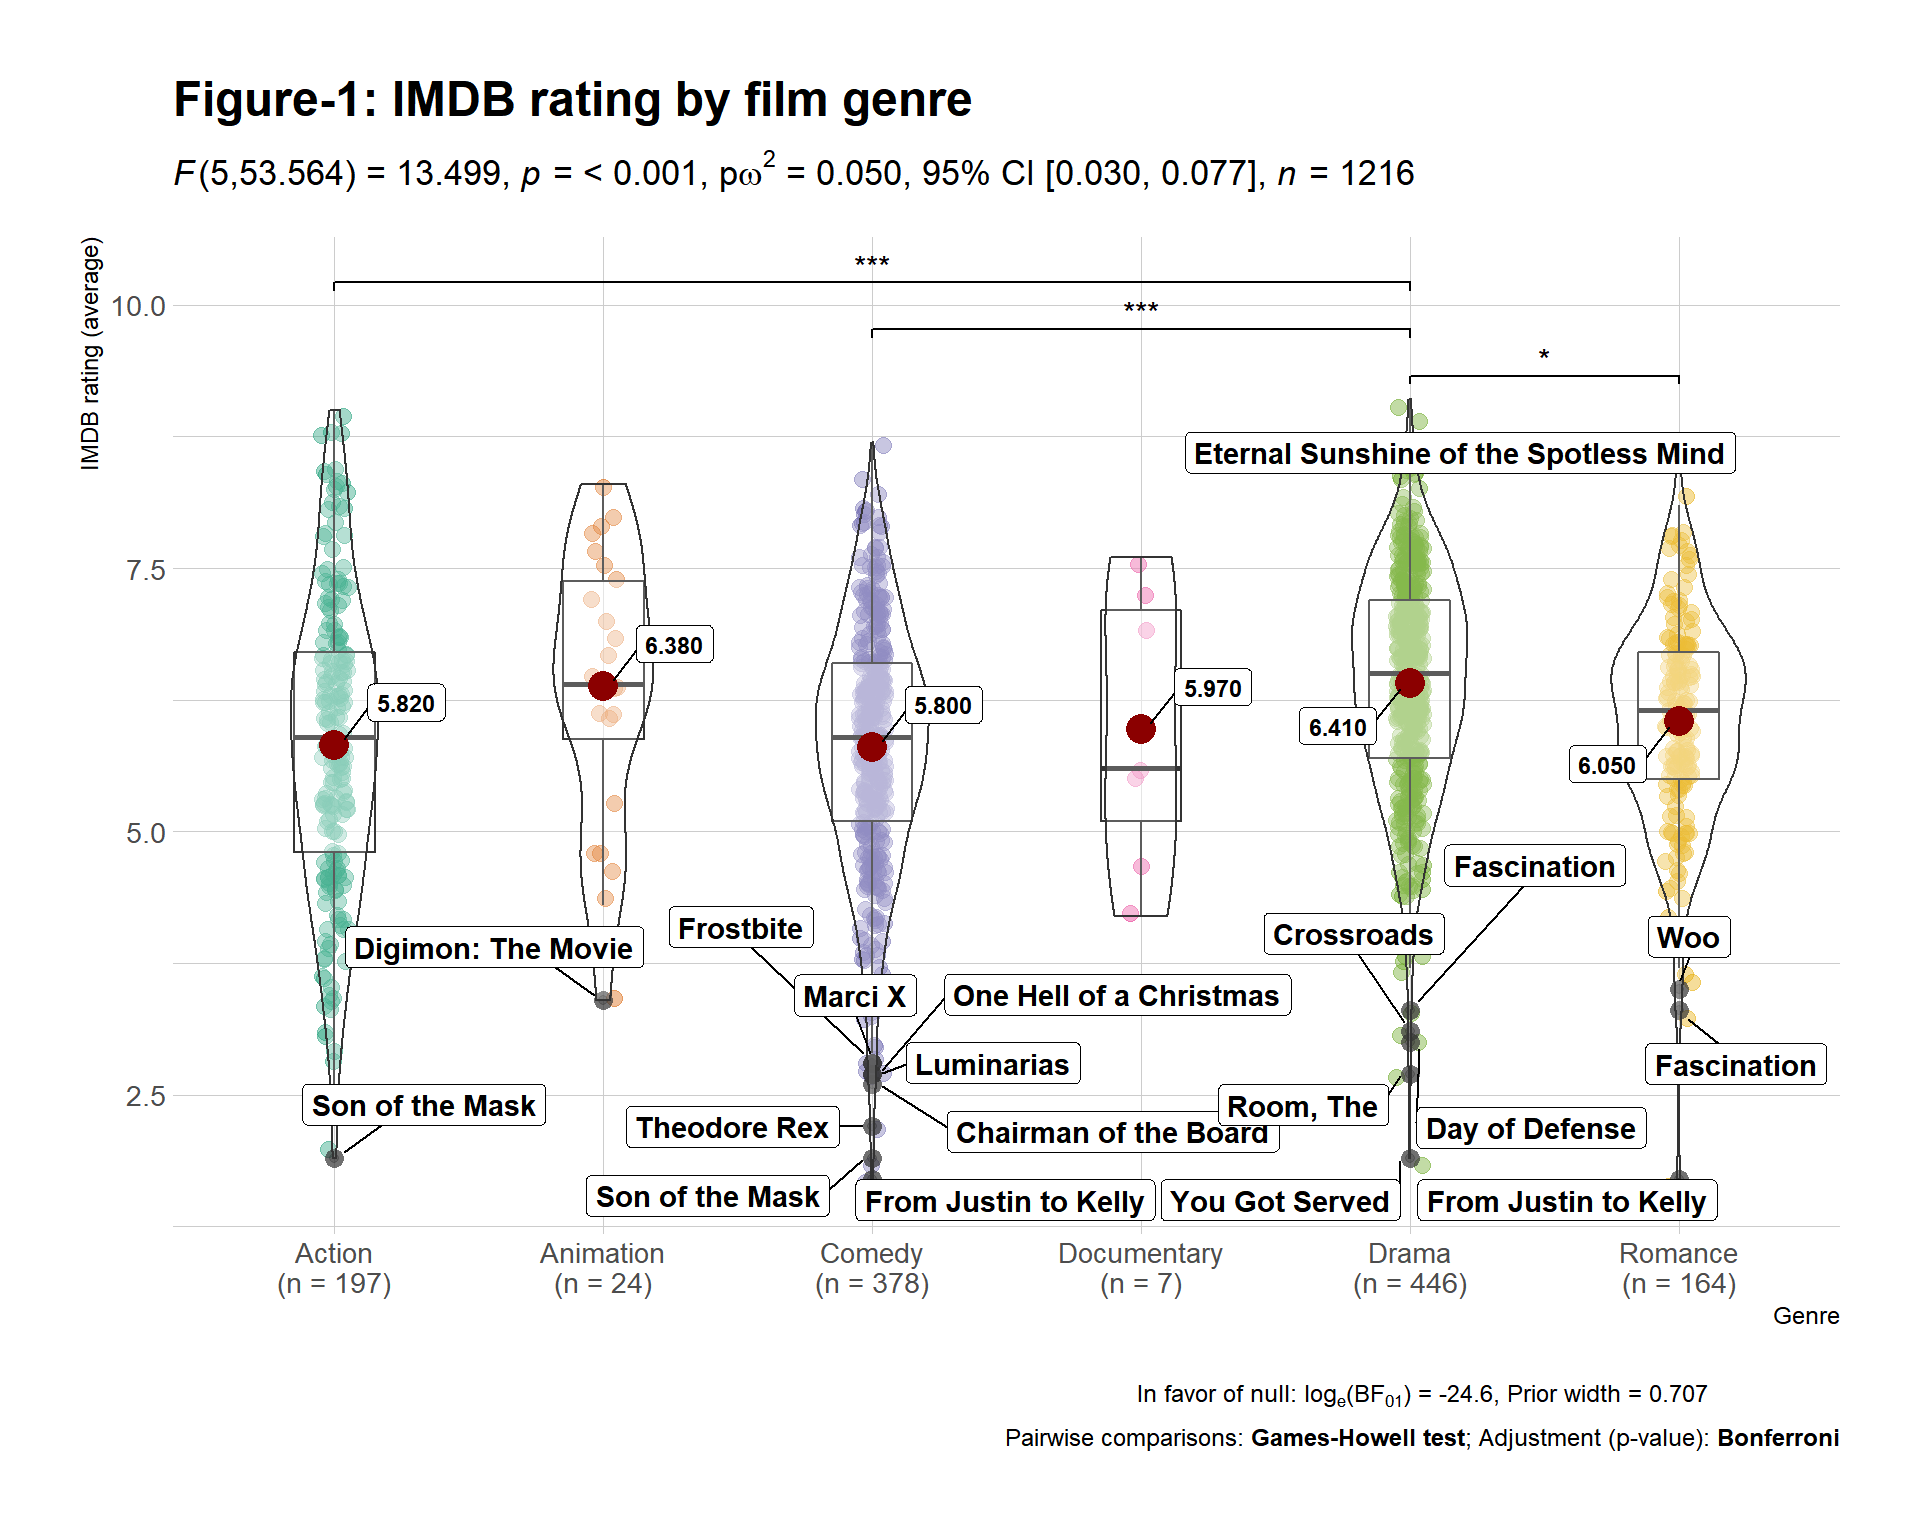 Figure-1: IMDB rating by film genre
F(5,53.564) = 13.499, p = < 0.001, pω² = 0.050, 95% CI [0.030, 0.077], n = 1216
IMDB rating (average)
10.0
7.5
5.0
2.5
***
***
*
Eternal Sunshine of the Spotless Mind
6.380
5.820
5.800
5.970
6.410
6.050
Fascination
Frostbite
Crossroads
Woo
Digimon: The Movie
Marci X
One Hell of a Christmas
Luminarias
Fascination
Son of the Mask
Room, The
Theodore Rex
Chairman of the Board
Day of Defense
Son of the Mask
From Justin to Kelly
You Got Served
From Justin to Kelly
Action
(n = 197)
Animation
(n = 24)
Comedy
(n = 378)
Documentary
(n = 7)
Drama
(n = 446)
Romance
(n = 164)
Genre
In favor of null: logₑ(BF₀₁) = -24.6, Prior width = 0.707
Pairwise comparisons: Games-Howell test; Adjustment (p-value): Bonferroni